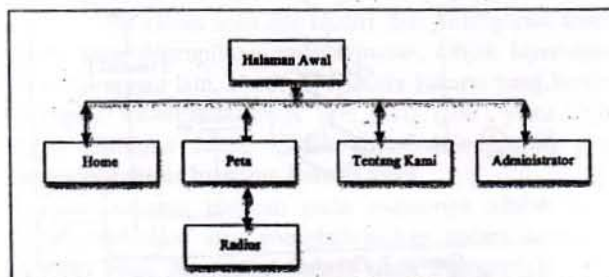 Halaman Awal
Home
Peta
Tentang Kami
Administrator
Radius